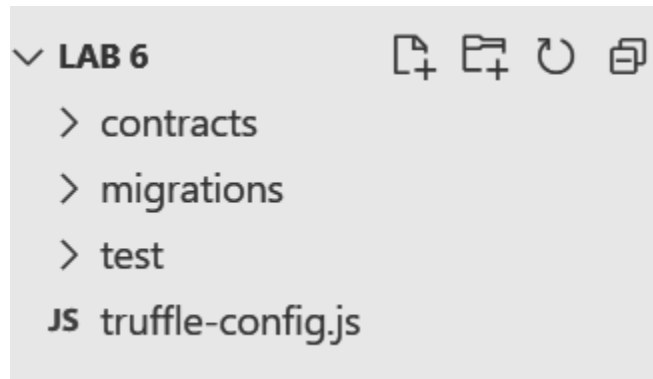 LAB 6
contracts
migrations
test
JS truffle-config.js